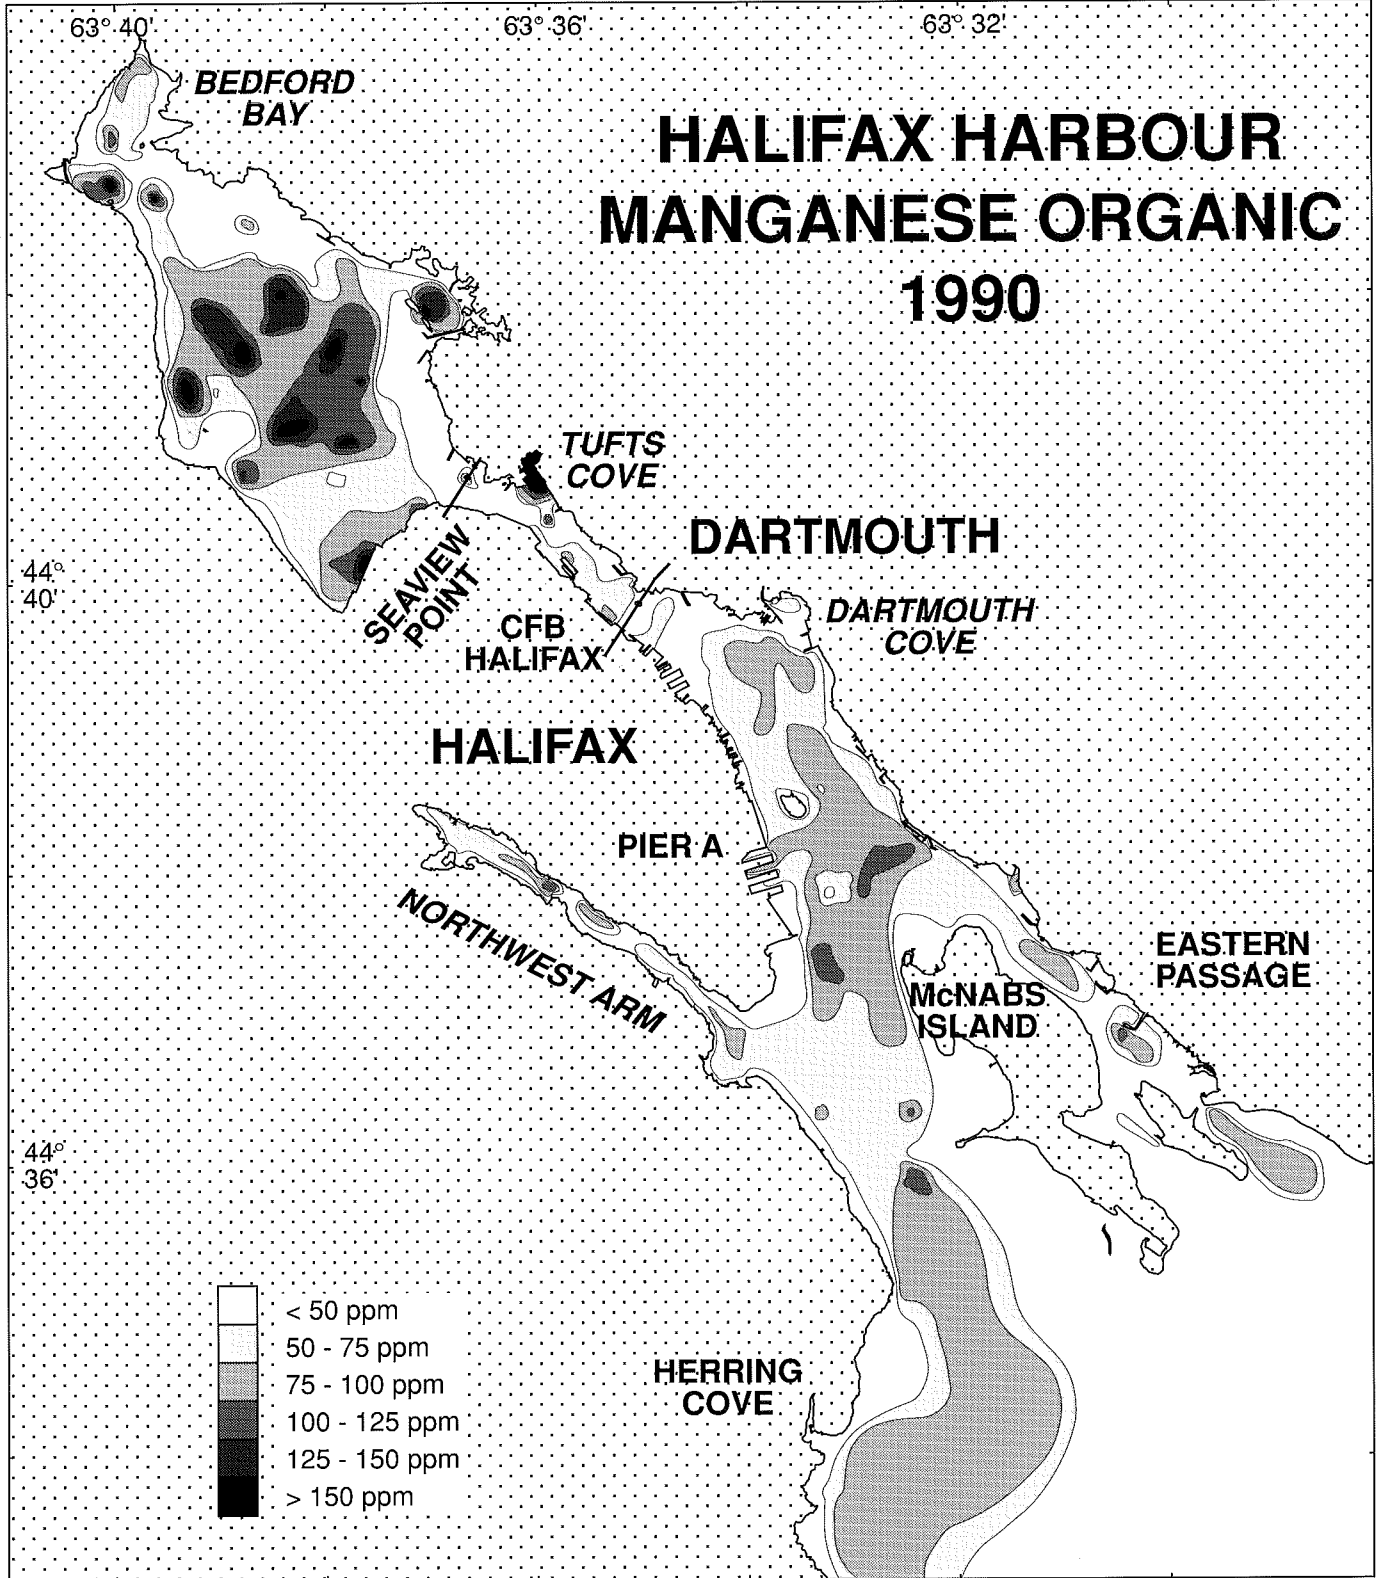 63° 40'
63° 36'
63° 32'
BEDFORD
BAY
HALIFAX HARBOUR
MANGANESE ORGANIC
1990
TUFTS
COVE
DARTMOUTH
44°
40'
SEAVIEW
POINT
CFB
HALIFAX
DARTMOUTH
COVE
HALIFAX
PIER A
NORTHWEST ARM
EASTERN
PASSAGE
McNABS
ISLAND
44°
36'
HERRING
COVE
< 50 ppm
50 - 75 ppm
75 - 100 ppm
100 - 125 ppm
125 - 150 ppm
> 150 ppm